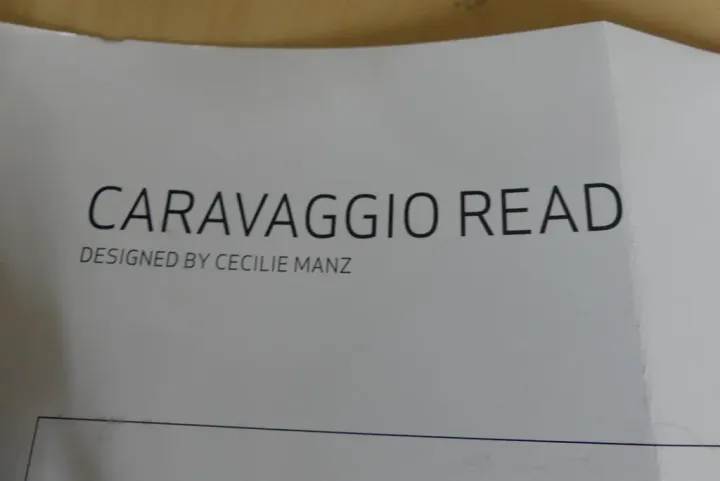 CARAVAGGIO READ
DESIGNED BY CECILIE MANZ